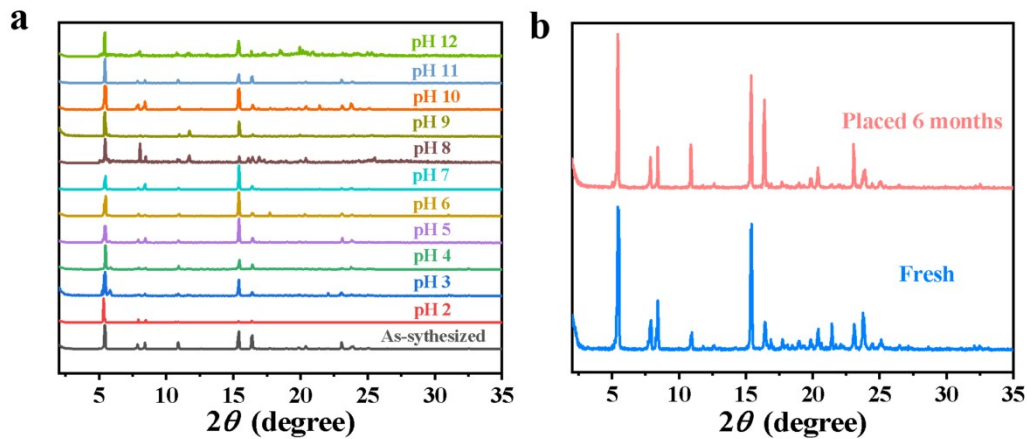 a
pH 12
pH 11
pH 10
pH 9
pH 8
pH 7
pH 6
pH 5
pH 4
pH 3
pH 2
As-sythesized
5 10 15 20 25 30 35
2θ (degree)
b
Placed 6 months
Fresh
5 10 15 20 25 30 35
2θ (degree)